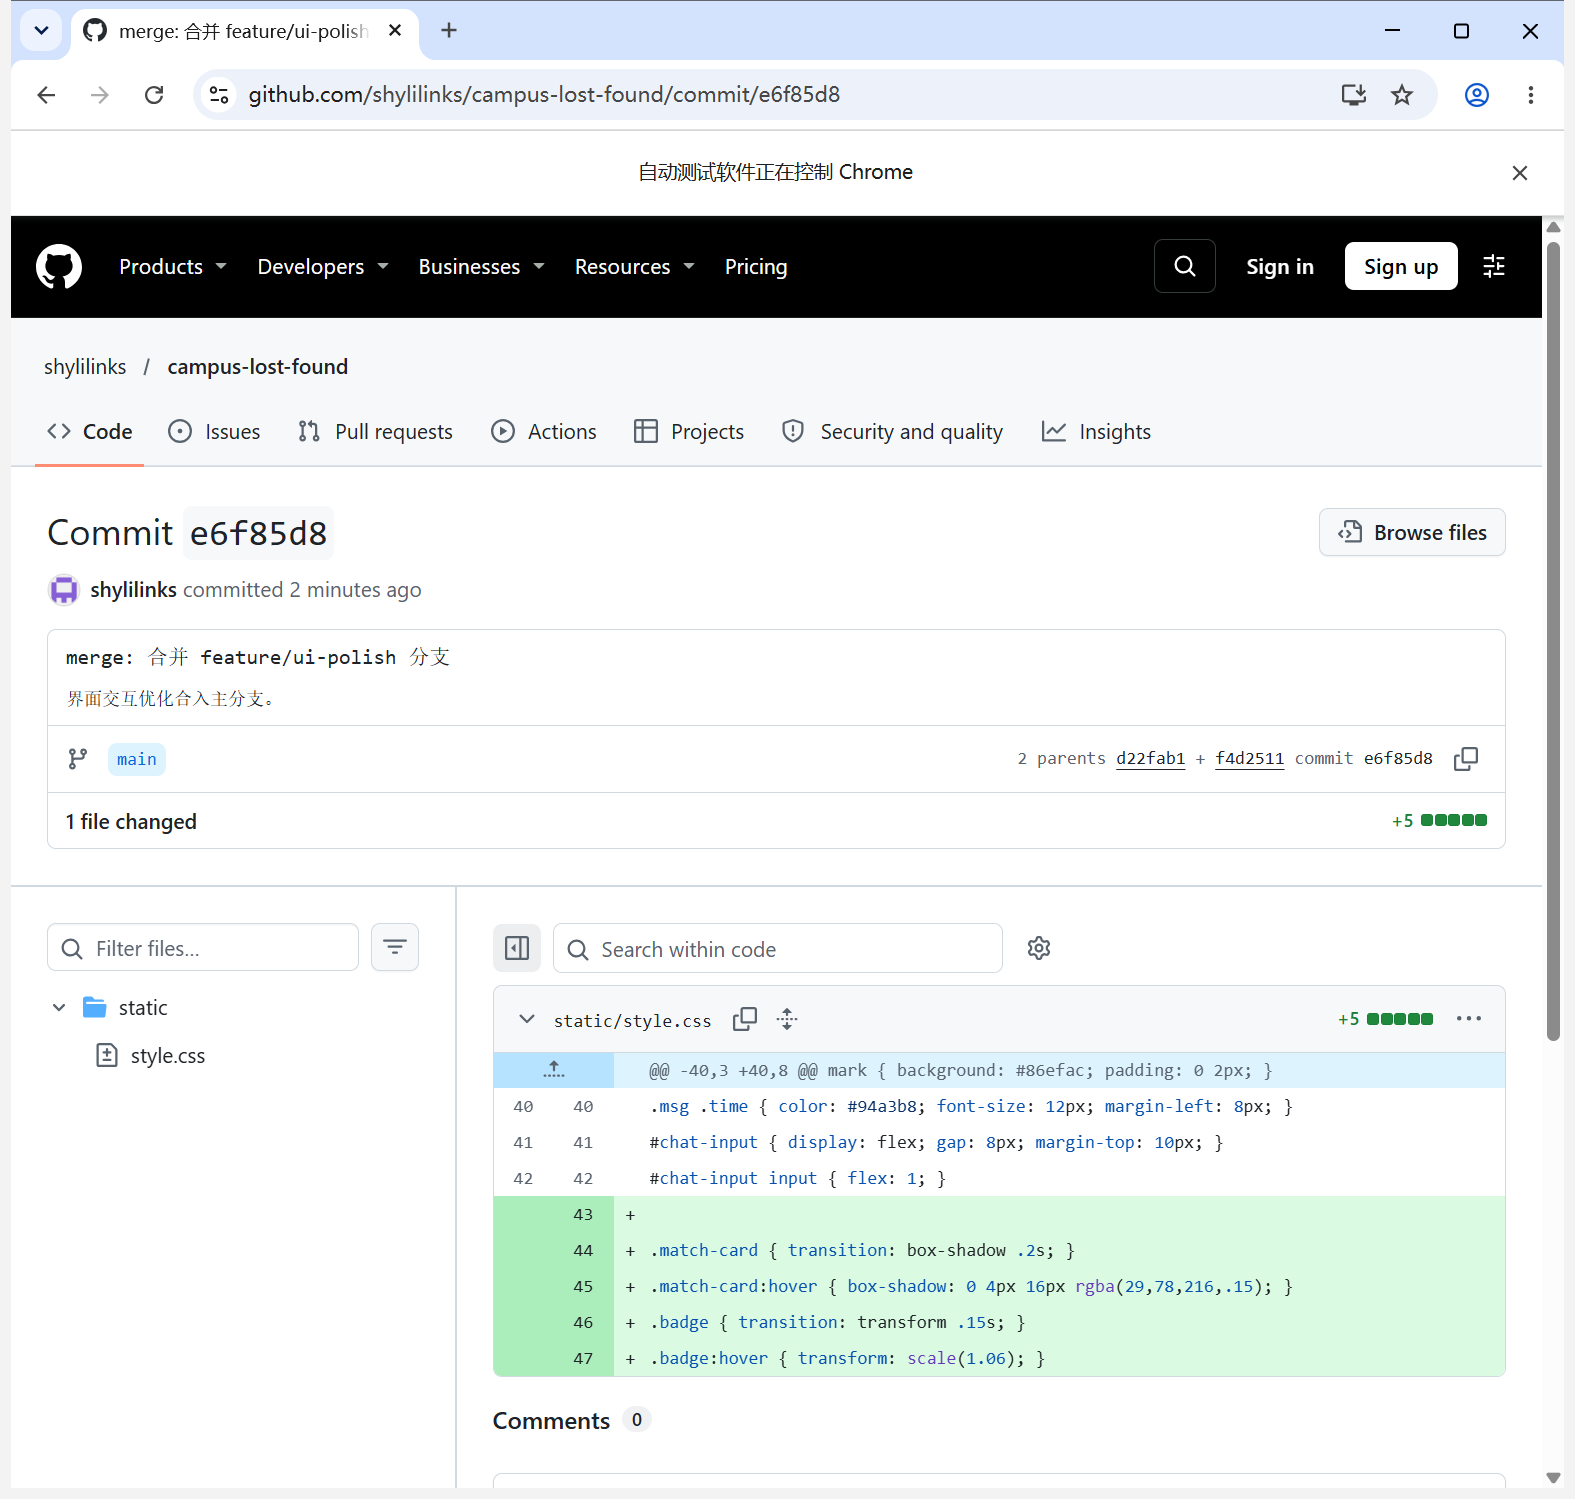 merge: 合并 feature/ui-polish
github.com/shylilinks/campus-lost-found/commit/e6f85d8
自动测试软件正在控制 Chrome
Products Developers Businesses Resources Pricing Sign in Sign up
shylilinks / campus-lost-found
Code Issues Pull requests Actions Projects Security and quality Insights
Commit e6f85d8 Browse files
shylilinks committed 2 minutes ago
merge: 合并 feature/ui-polish 分支
界面交互优化合入主分支。
main 2 parents d22fab1 + f4d2511 commit e6f85d8
1 file changed +5
Filter files...
static
style.css
Search within code
static/style.css +5
@@ -40,3 +40,8 @@ mark { background: #86efac; padding: 0 2px; }
40 40 .msg .time { color: #94a3b8; font-size: 12px; margin-left: 8px; }
41 41 #chat-input { display: flex; gap: 8px; margin-top: 10px; }
42 42 #chat-input input { flex: 1; }
43 +
44 + .match-card { transition: box-shadow .2s; }
45 + .match-card:hover { box-shadow: 0 4px 16px rgba(29,78,216,.15); }
46 + .badge { transition: transform .15s; }
47 + .badge:hover { transform: scale(1.06); }
Comments 0